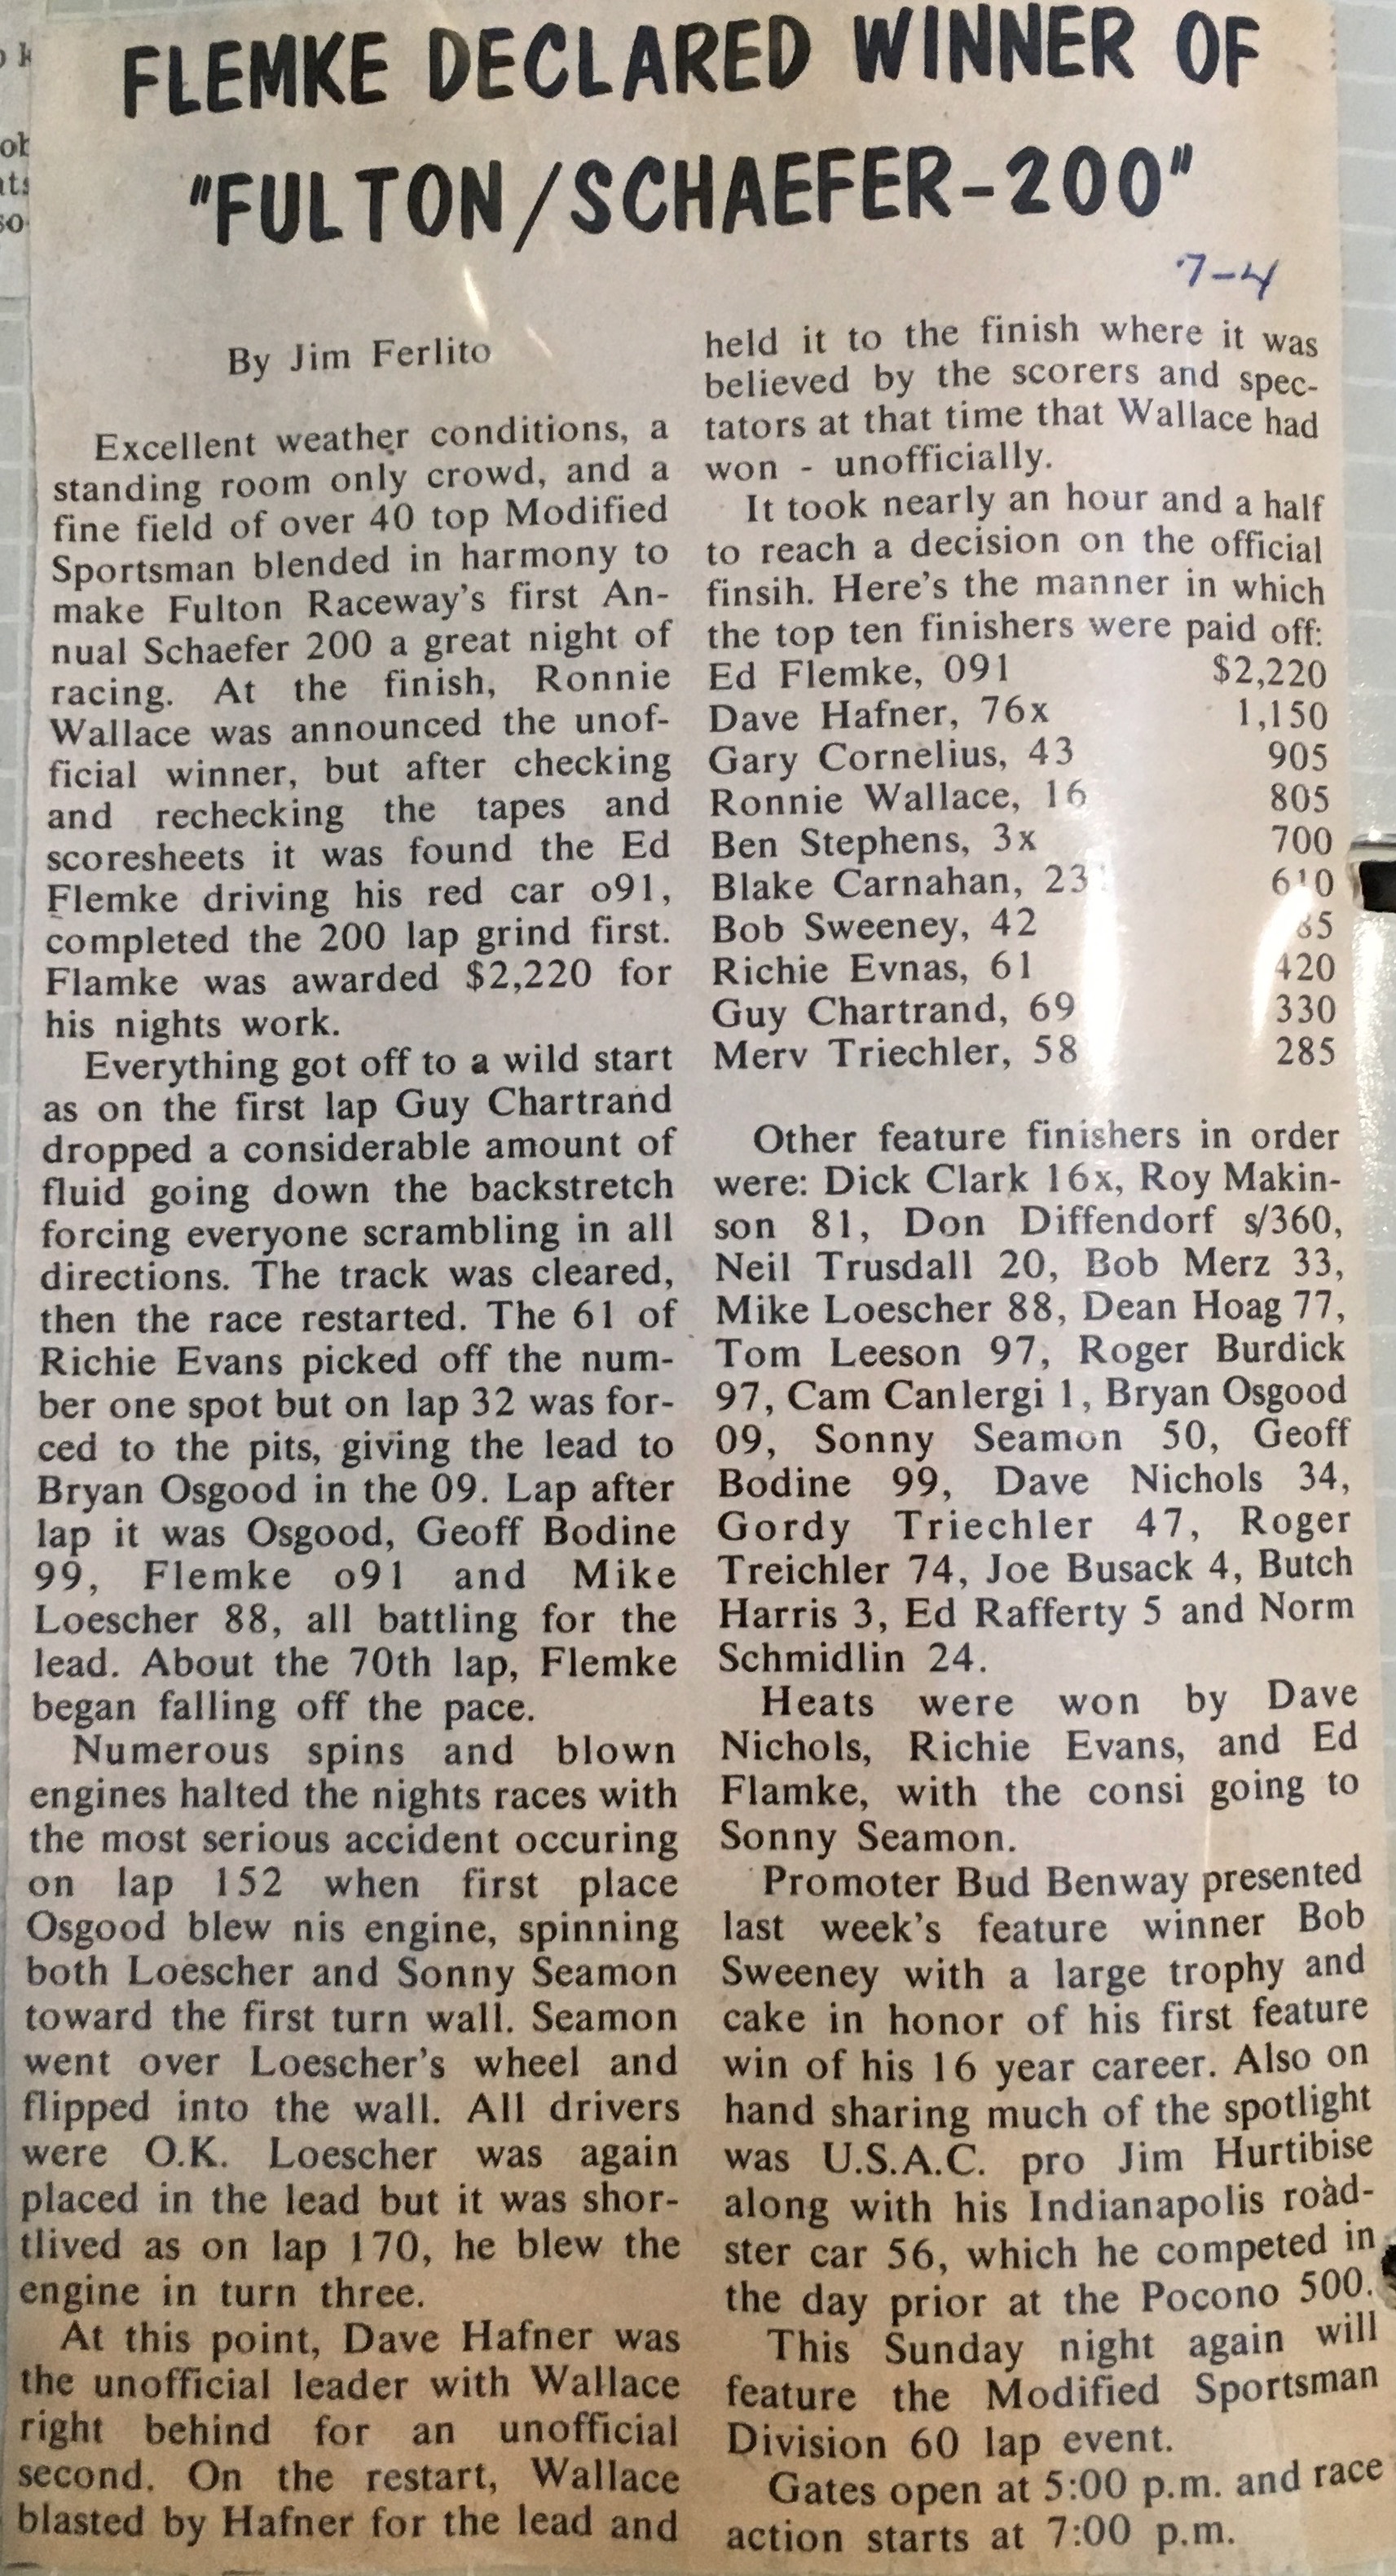 FLEMKE DECLARED WINNER OF
"FULTON/SCHAEFER-200"
7-4
By Jim Ferlito
Excellent weather conditions, a
standing room only crowd, and a
fine field of over 40 top Modified
Sportsman blended in harmony to
make Fulton Raceway's first An-
nual Schaefer 200 a great night of
racing. At the finish, Ronnie
Wallace was announced the unof-
ficial winner, but after checking
and rechecking the tapes and
scoresheets it was found the Ed
Flemke driving his red car o91,
completed the 200 lap grind first.
Flamke was awarded $2,220 for
his nights work.
Everything got off to a wild start
as on the first lap Guy Chartrand
dropped a considerable amount of
fluid going down the backstretch
forcing everyone scrambling in all
directions. The track was cleared,
then the race restarted. The 61 of
Richie Evans picked off the num-
ber one spot but on lap 32 was for-
ced to the pits, giving the lead to
Bryan Osgood in the 09. Lap after
lap it was Osgood, Geoff Bodine
99, Flemke o91 and Mike
Loescher 88, all battling for the
lead. About the 70th lap, Flemke
began falling off the pace.
Numerous spins and blown
engines halted the nights races with
the most serious accident occuring
on lap 152 when first place
Osgood blew nis engine, spinning
both Loescher and Sonny Seamon
toward the first turn wall. Seamon
went over Loescher's wheel and
flipped into the wall. All drivers
were O.K. Loescher was again
placed in the lead but it was shor-
tlived as on lap 170, he blew the
engine in turn three.
At this point, Dave Hafner was
the unofficial leader with Wallace
right behind for an unofficial
second. On the restart, Wallace
blasted by Hafner for the lead and
held it to the finish where it was
believed by the scorers and spec-
tators at that time that Wallace had
won - unofficially.
It took nearly an hour and a half
to reach a decision on the official
finsih. Here's the manner in which
the top ten finishers were paid off:
Ed Flemke, 091 $2,220
Dave Hafner, 76x 1,150
Gary Cornelius, 43 905
Ronnie Wallace, 16 805
Ben Stephens, 3x 700
Blake Carnahan, 23 610
Bob Sweeney, 42
Richie Evnas, 61 420
Guy Chartrand, 69 330
Merv Triechler, 58 285
Other feature finishers in order
were: Dick Clark 16x, Roy Makin-
son 81, Don Diffendorf s/360,
Neil Trusdall 20, Bob Merz 33,
Mike Loescher 88, Dean Hoag 77,
Tom Leeson 97, Roger Burdick
97, Cam Canlergi 1, Bryan Osgood
09, Sonny Seamon 50, Geoff
Bodine 99, Dave Nichols 34,
Gordy Triechler 47, Roger
Treichler 74, Joe Busack 4, Butch
Harris 3, Ed Rafferty 5 and Norm
Schmidlin 24.
Heats were won by Dave
Nichols, Richie Evans, and Ed
Flamke, with the consi going to
Sonny Seamon.
Promoter Bud Benway presented
last week's feature winner Bob
Sweeney with a large trophy and
cake in honor of his first feature
win of his 16 year career. Also on
hand sharing much of the spotlight
was U.S.A.C. pro Jim Hurtibise
along with his Indianapolis road-
ster car 56, which he competed in
the day prior at the Pocono 500.
This Sunday night again will
feature the Modified Sportsman
Division 60 lap event.
Gates open at 5:00 p.m. and race
action starts at 7:00 p.m.